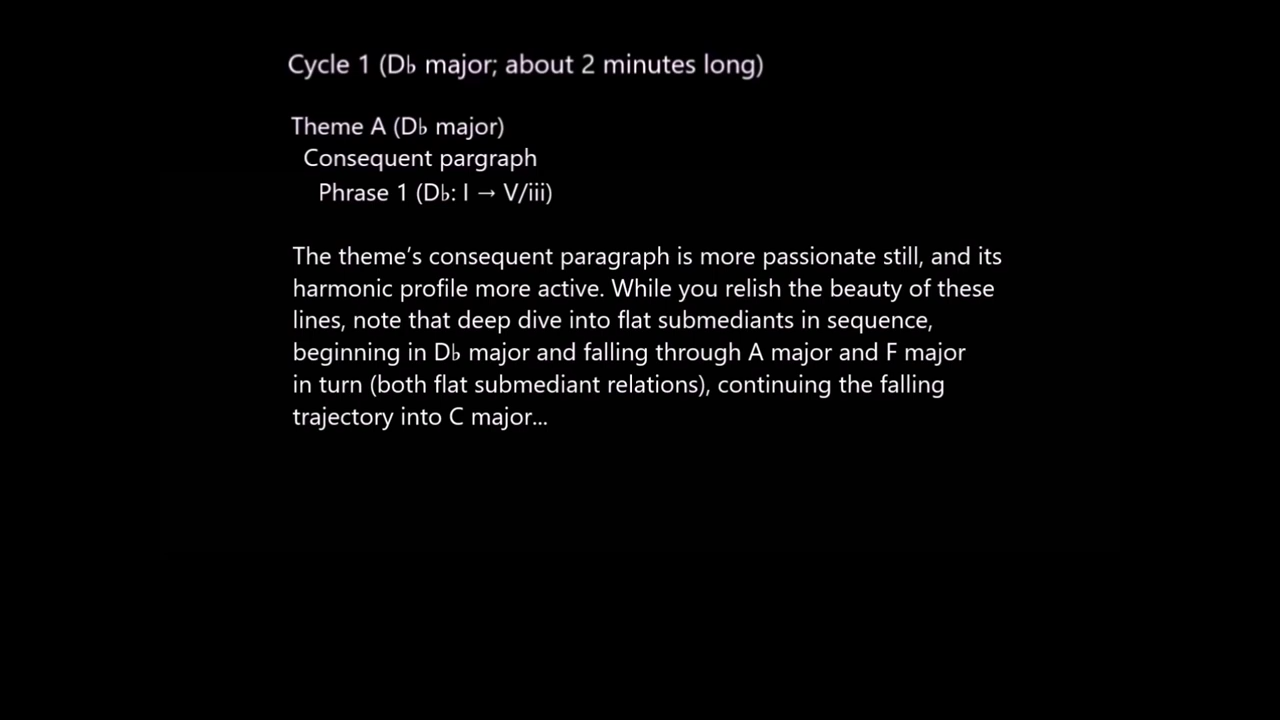 Cycle 1 (D♭ major; about 2 minutes long)
Theme A (D♭ major)
Consequent pargraph
Phrase 1 (D♭: I → V/iii)
The theme’s consequent paragraph is more passionate still, and its
harmonic profile more active. While you relish the beauty of these
lines, note that deep dive into flat submediants in sequence,
beginning in D♭ major and falling through A major and F major
in turn (both flat submediant relations), continuing the falling
trajectory into C major...